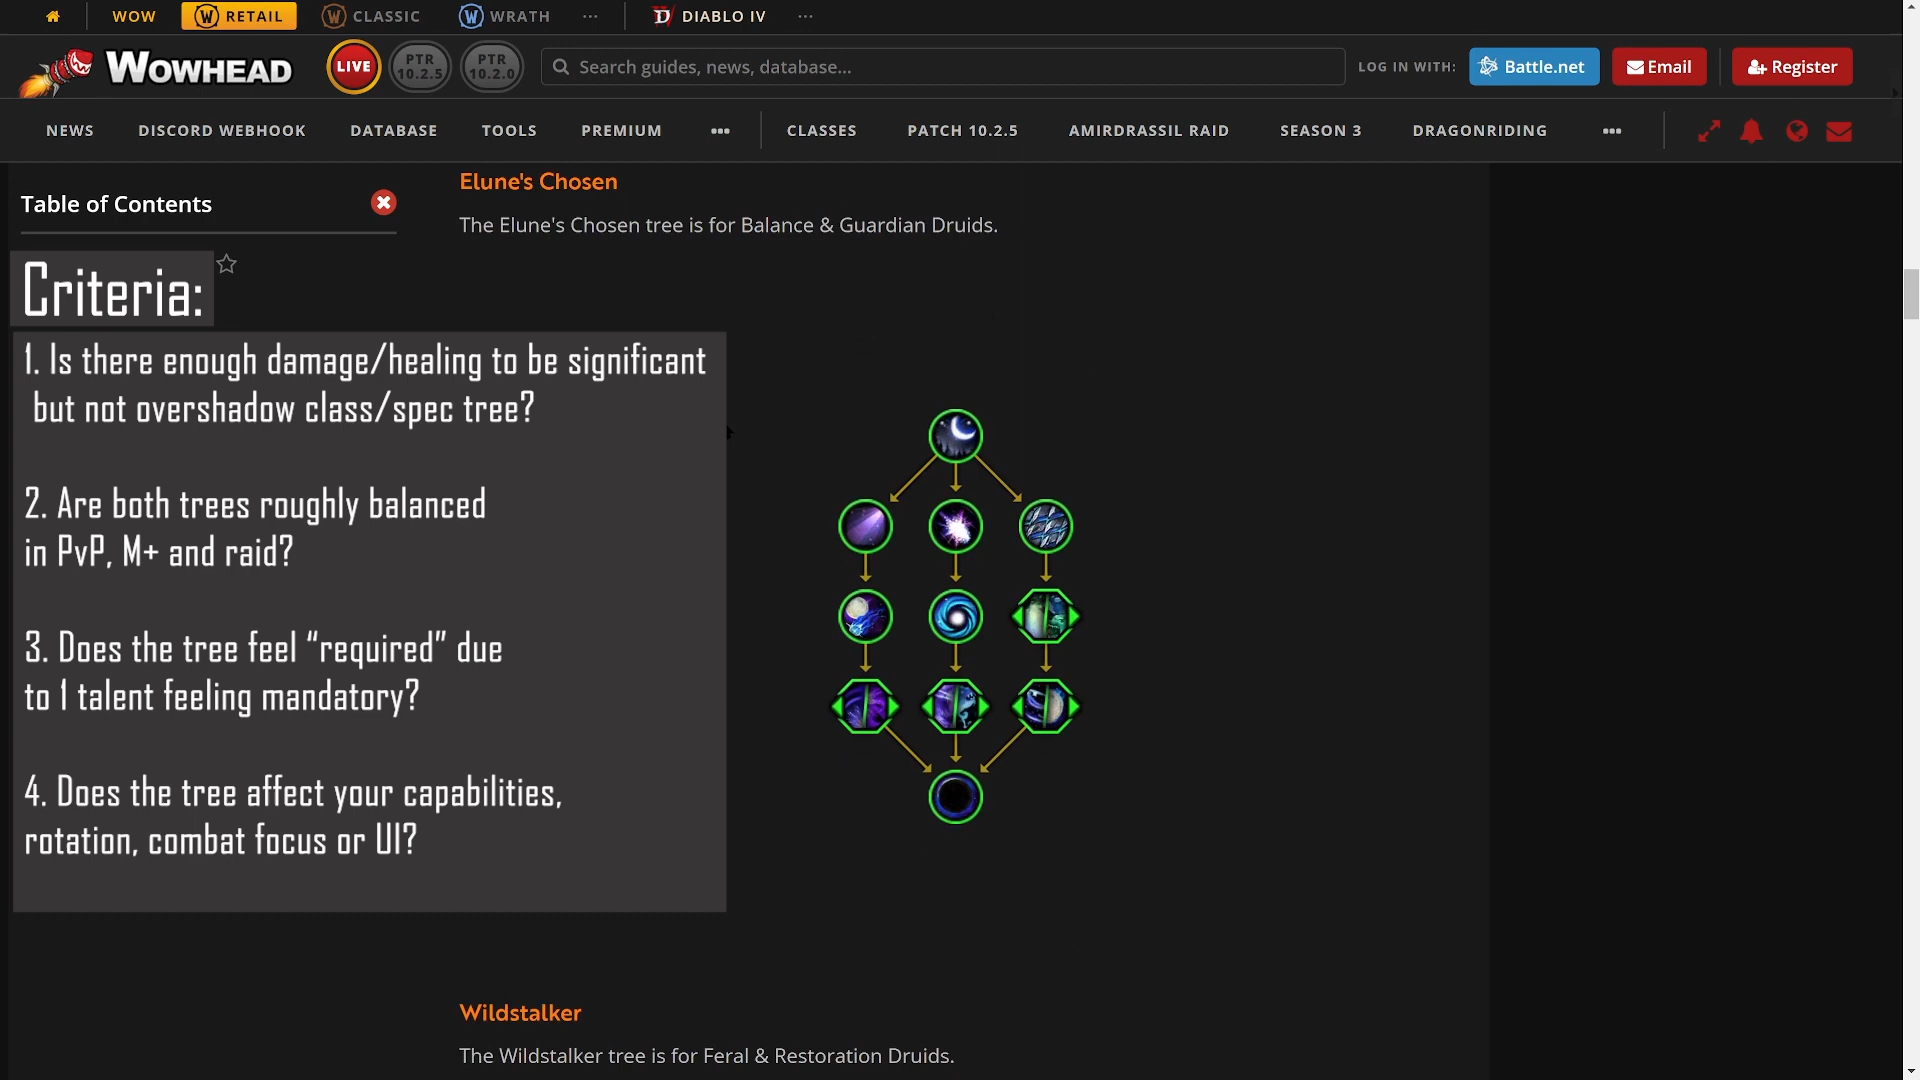 WOW
RETAIL
CLASSIC
WRATH
DIABLO IV
WOWHEAD
LIVE
PTR
10.2.5
PTR
10.2.0
Search guides, news, database...
LOG IN WITH:
Battle.net
Email
Register
NEWS
DISCORD WEBHOOK
DATABASE
TOOLS
PREMIUM
CLASSES
PATCH 10.2.5
AMIRDRASSIL RAID
SEASON 3
DRAGONRIDING
Table of Contents
Elune's Chosen
The Elune's Chosen tree is for Balance & Guardian Druids.
Criteria:
1. Is there enough damage/healing to be significant
but not overshadow class/spec tree?
2. Are both trees roughly balanced
in PvP, M+ and raid?
3. Does the tree feel “required” due
to 1 talent feeling mandatory?
4. Does the tree affect your capabilities,
rotation, combat focus or UI?
Wildstalker
The Wildstalker tree is for Feral & Restoration Druids.